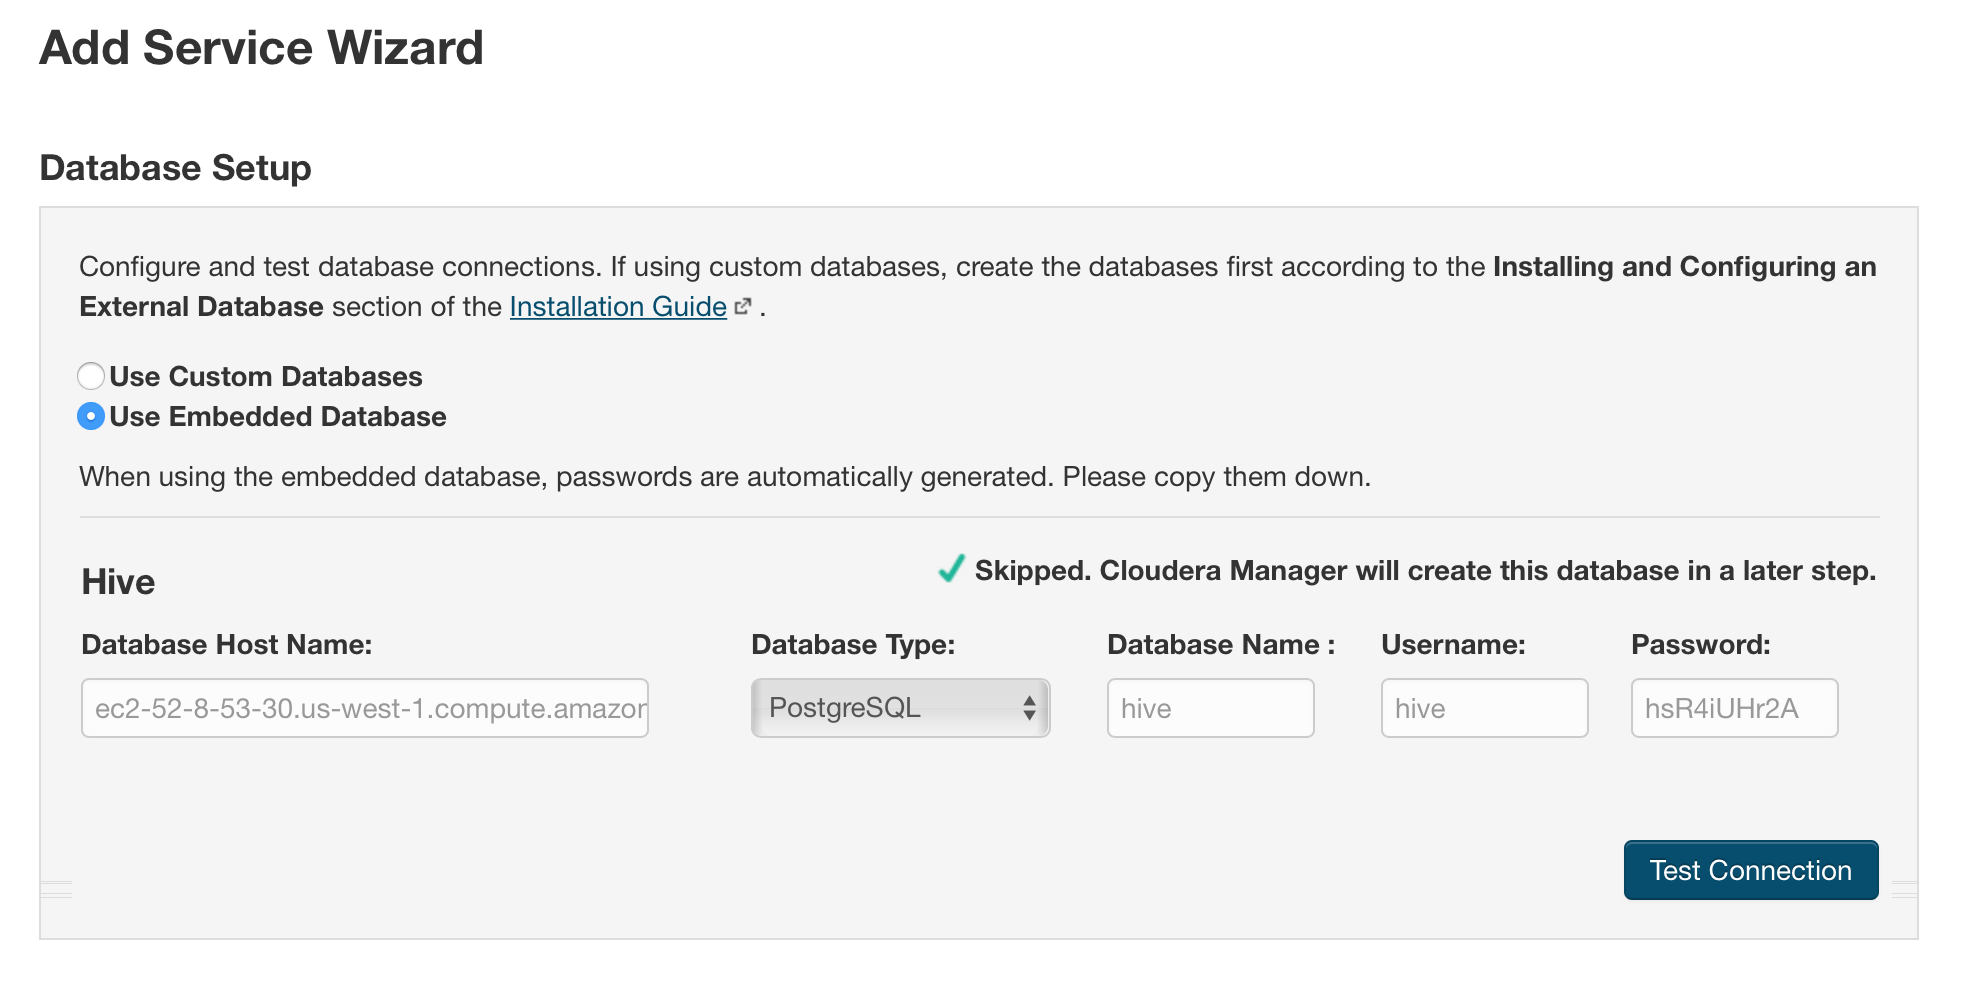 Add Service Wizard
Database Setup
Configure and test database connections. If using custom databases, create the databases first according to the Installing and Configuring an
External Database section of the Installation Guide .
Use Custom Databases
Use Embedded Database
When using the embedded database, passwords are automatically generated. Please copy them down.
Hive
Skipped. Cloudera Manager will create this database in a later step.
Database Host Name: Database Type: Database Name : Username: Password:
ec2-52-8-53-30.us-west-1.compute.amazon PostgreSQL hive hive hsR4iUHr2A
Test Connection